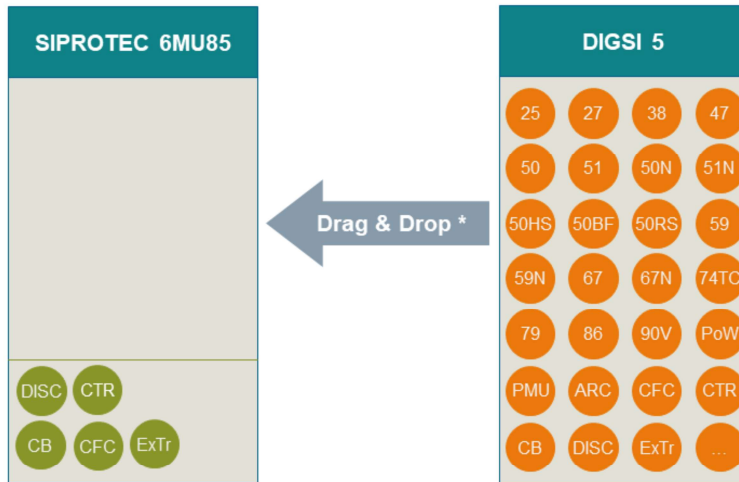 SIPROTEC 6MU85
DIGSI 5
25 27 38 47
50 51 50N 51N
Drag & Drop *
50HS 50BF 50RS 59
59N 67 67N 74TC
79 86 90V PoW
DISC CTR
PMU ARC CFC CTR
CB CFC ExTr
CB DISC ExTr ...